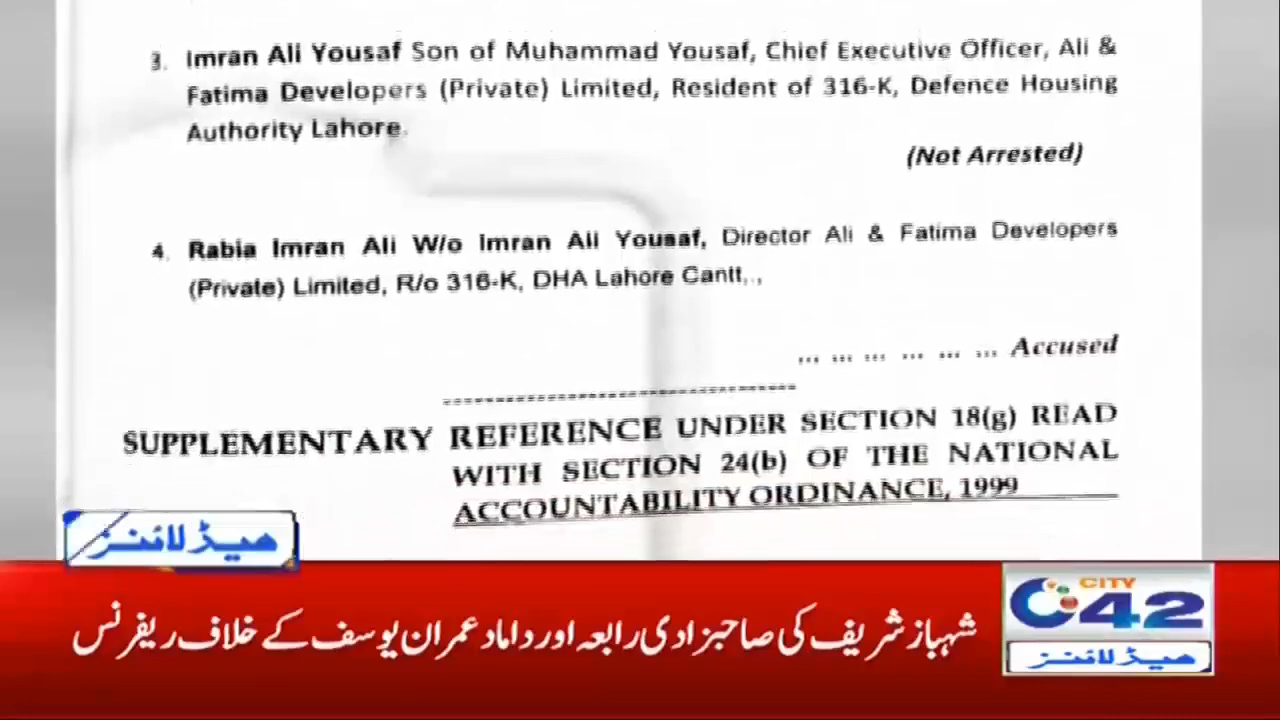 3. Imran Ali Yousaf Son of Muhammad Yousaf, Chief Executive Officer, Ali &
Fatima Developers (Private) Limited, Resident of 316-K, Defence Housing
Authority Lahore.
(Not Arrested)
4. Rabia Imran Ali W/o Imran Ali Yousaf, Director Ali & Fatima Developers
(Private) Limited, R/o 316-K, DHA Lahore Cantt,.,
... ... ... ... ... ... Accused
--------------------------------
SUPPLEMENTARY REFERENCE UNDER SECTION 18(g) READ
WITH SECTION 24(b) OF THE NATIONAL
ACCOUNTABILITY ORDINANCE, 1999
ہیڈلائنز
شہباز شریف کی صاحبزادی رابعہ اور داماد عمران یوسف کے خلاف ریفرنس
CITY
42
ہیڈلائنز